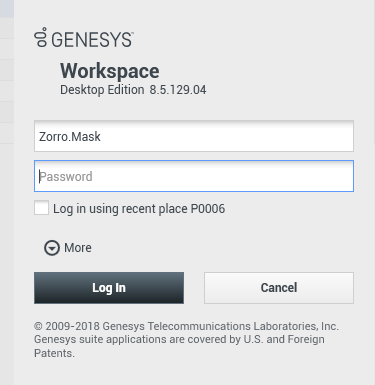 GENESYS™
Workspace
Desktop Edition 8.5.129.04
Zorro.Mask
Password
Log in using recent place P0006
More
Log In
Cancel
© 2009-2018 Genesys Telecommunications Laboratories, Inc.
Genesys suite applications are covered by U.S. and Foreign
Patents.